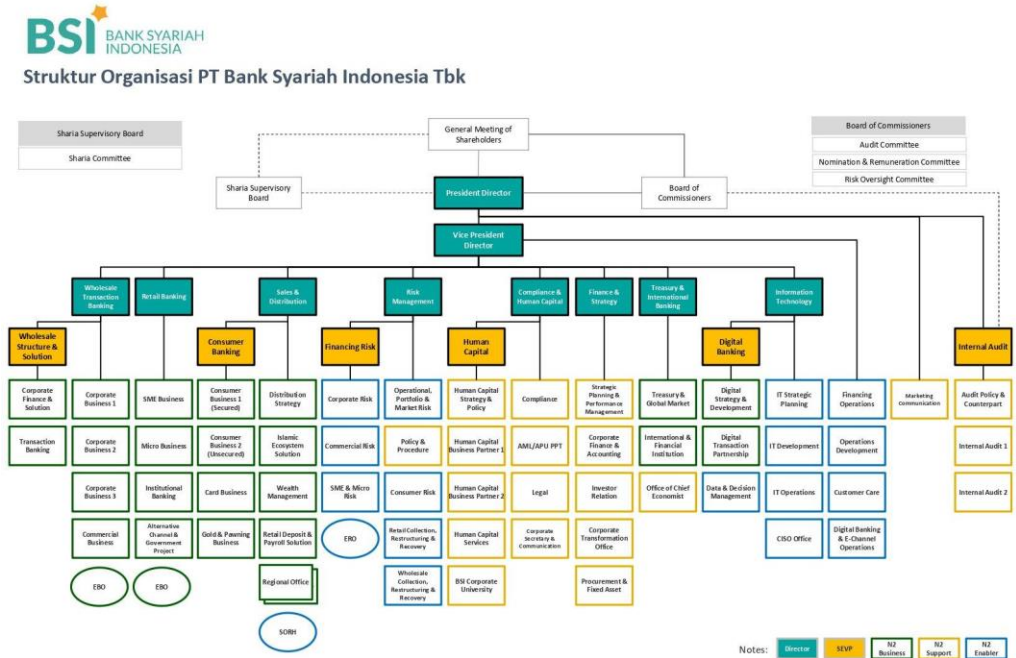 BSI BANK SYARIAH
INDONESIA
Struktur Organisasi PT Bank Syariah Indonesia Tbk
Sharia Supervisory Board
Sharia Committee
General Meeting of
Shareholders
Board of Commissioners
Audit Committee
Nomination & Remuneration Committee
Risk Oversight Committee
Sharia Supervisory
Board
President Director
Board of
Commissioners
Vice President
Director
Wholesale
Transaction
Banking
Retail Banking
Sales &
Distribution
Risk
Management
Compliance &
Human Capital
Finance &
Strategy
Treasury &
International
Banking
Information
Technology
Wholesale
Structure &
Solution
Consumer
Banking
Financing Risk
Human
Capital
Digital
Banking
Internal Audit
Corporate
Finance &
Solution
Corporate
Business 1
SME Business
Consumer
Business 1
(Secured)
Distribution
Strategy
Corporate Risk
Operational,
Portfolio &
Market Risk
Human Capital
Strategy &
Policy
Compliance
Strategic
Planning &
Performance
Management
Treasury &
Global Market
Digital
Strategy &
Development
IT Strategic
Planning
Financing
Operations
Marketing
Communication
Audit Policy &
Counterpart
Transaction
Banking
Corporate
Business 2
Micro Business
Consumer
Business 2
(Unsecured)
Islamic
Ecosystem
Solution
Commercial Risk
Policy &
Procedure
Human Capital
Business Partner 1
AML/APU PPT
Corporate
Finance &
Accounting
International &
Financial
Institution
Digital
Transaction
Partnership
IT Development
Operations
Development
Internal Audit 1
Corporate
Business 3
Institutional
Banking
Card Business
Wealth
Management
SME & Micro
Risk
Consumer Risk
Human Capital
Business Partner 2
Legal
Investor
Relation
Office of Chief
Economist
Data & Decision
Management
IT Operations
Customer Care
Internal Audit 2
Commercial
Business
Alternative
Channel &
Government
Project
Gold & Pawning
Business
Retail Deposit &
Payroll Solution
ERO
Retail Collection,
Restructuring &
Recovery
Human Capital
Services
Corporate
Secretary &
Communication
Corporate
Transformation
Office
CISO Office
Digital Banking
& E-Channel
Operations
EBO
EBO
Regional Office
Wholesale
Collection,
Restructuring &
Recovery
BSI Corporate
University
Procurement &
Fixed Asset
SORH
Notes:
Director
SEVP
N2
Business
N2
Support
N2
Enabler